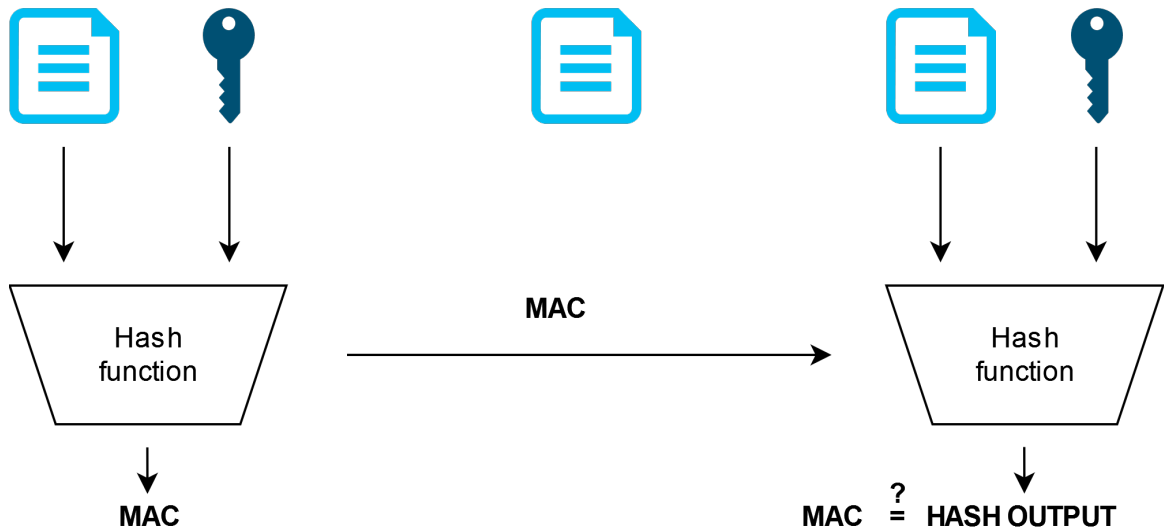 Hash
function
MAC
MAC
Hash
function
?
MAC = HASH OUTPUT